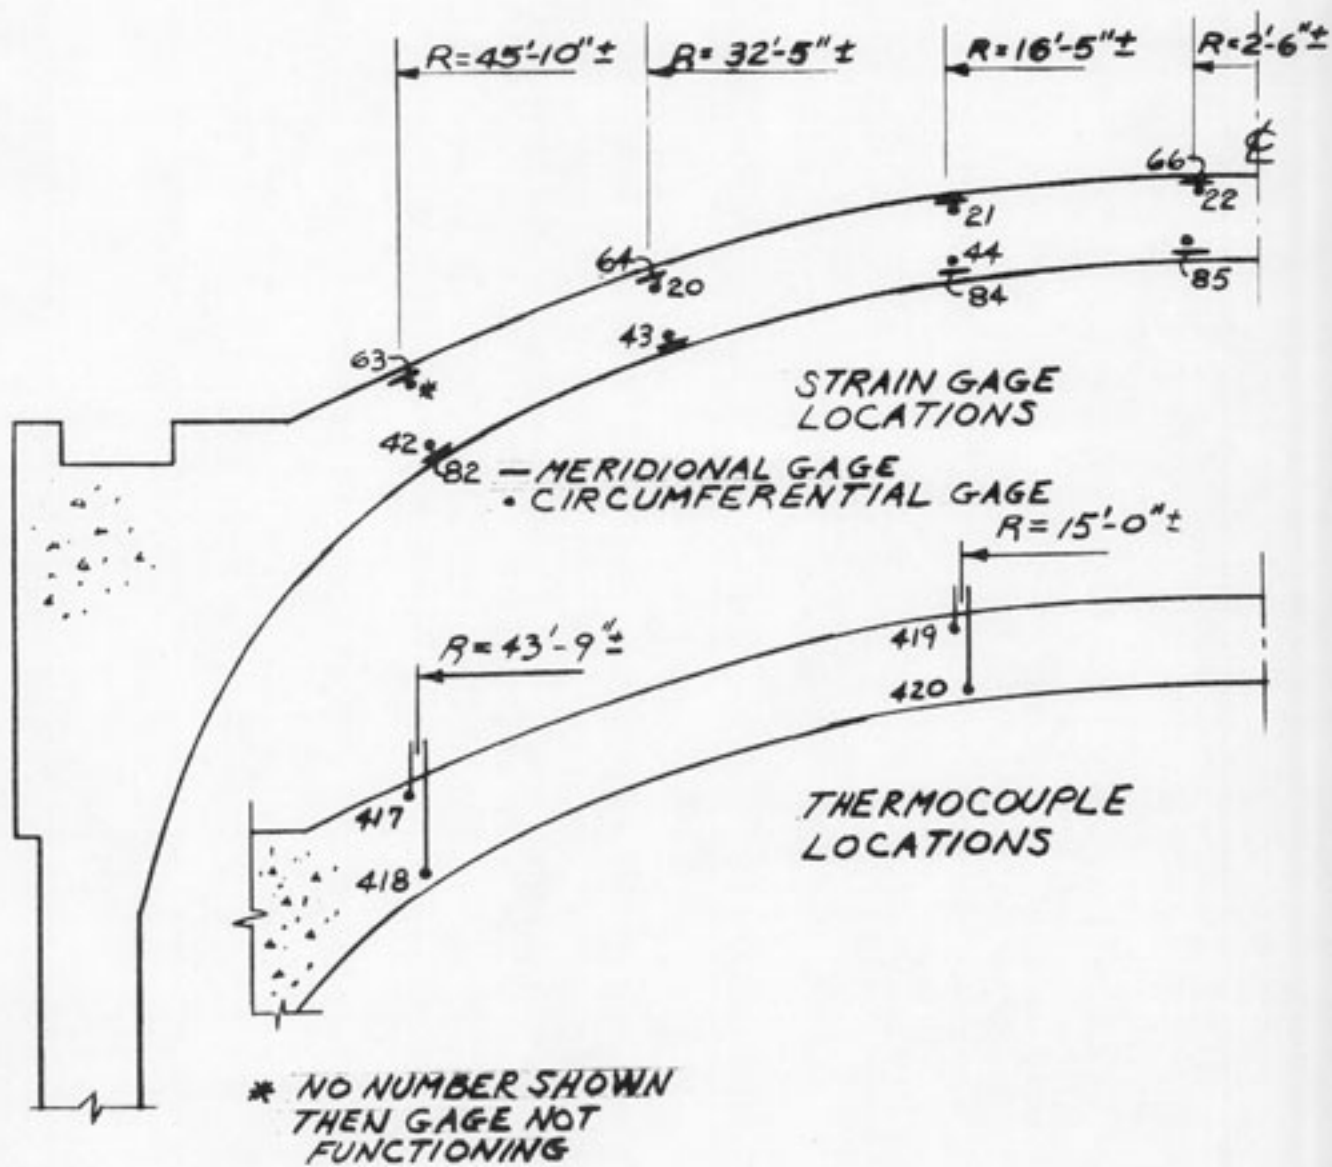 R=45'-10"±
R=32'-5"±
R=16'-5"±
R=2'-6"±
℄
66
22
21
64
20
44
84
85
43
63
*
42
82
STRAIN GAGE
LOCATIONS
— MERIDIONAL GAGE
• CIRCUMFERENTIAL GAGE
R=15'-0"±
R=43'-9"±
419
420
417
418
THERMOCOUPLE
LOCATIONS
* NO NUMBER SHOWN
THEN GAGE NOT
FUNCTIONING